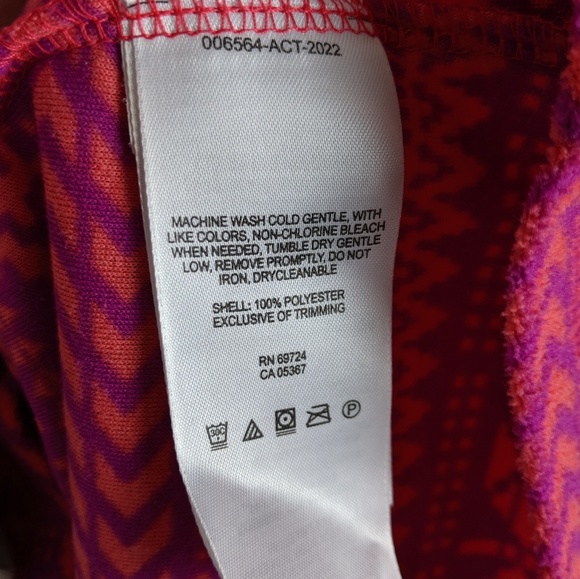 006564-ACT-2022
MACHINE WASH COLD GENTLE, WITH
LIKE COLORS, NON-CHLORINE BLEACH
WHEN NEEDED, TUMBLE DRY GENTLE
LOW, REMOVE PROMPTLY, DO NOT
IRON, DRYCLEANABLE
SHELL: 100% POLYESTER
EXCLUSIVE OF TRIMMING
RN 69724
CA 05367
30C P